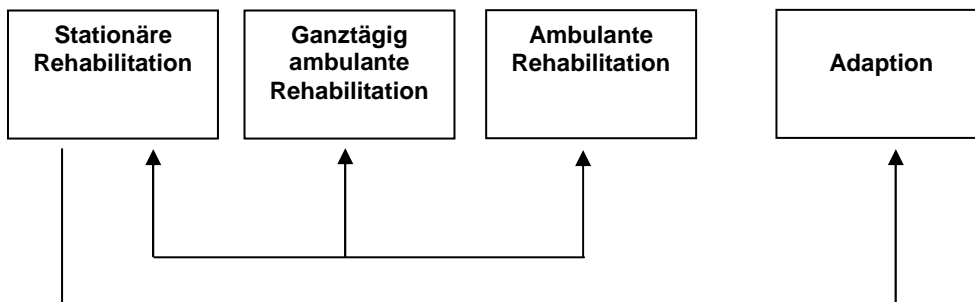 Stationäre
Rehabilitation
Ganztägig
ambulante
Rehabilitation
Ambulante
Rehabilitation
Adaption